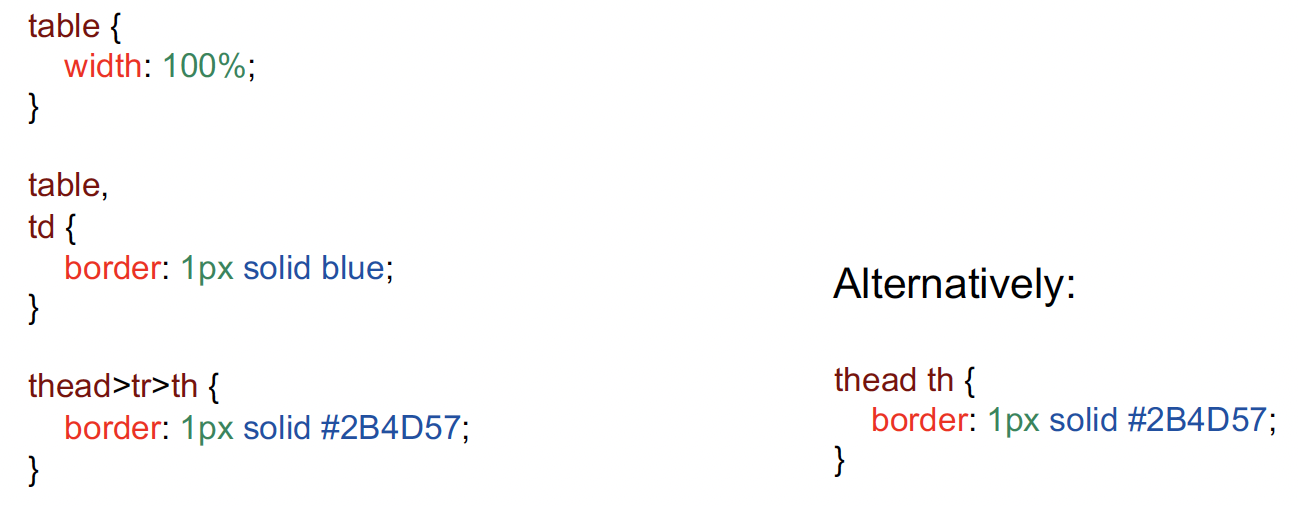 table {
width: 100%;
}
table,
td {
border: 1px solid blue;
}
thead>tr>th {
border: 1px solid #2B4D57;
}
Alternatively:
thead th {
border: 1px solid #2B4D57;
}